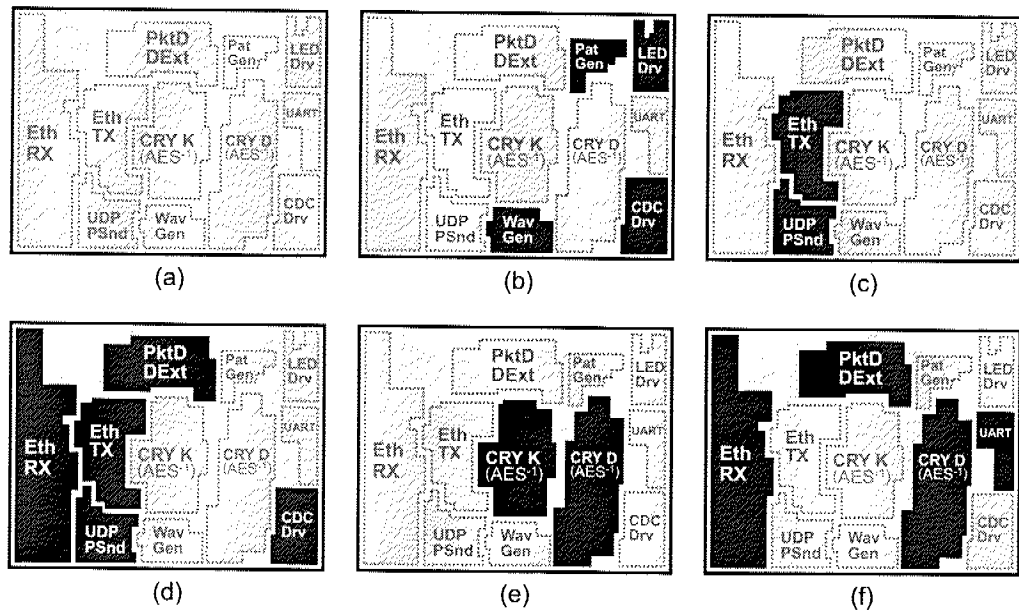 PktD
DExt
Pat
Gen
LED
Drv
Eth
TX
Eth
RX
CRY K
(AES⁻¹)
CRY D
(AES⁻¹)
UART
UDP
PSnd
Wav
Gen
CDC
Drv
(a)
PktD
DExt
Pat
Gen
LED
Drv
Eth
TX
Eth
RX
CRY K
(AES⁻¹)
CRY D
(AES⁻¹)
UART
UDP
PSnd
Wav
Gen
CDC
Drv
(b)
PktD
DExt
Pat
Gen
LED
Drv
Eth
TX
Eth
RX
CRY K
(AES⁻¹)
CRY D
(AES⁻¹)
UART
UDP
PSnd
Wav
Gen
CDC
Drv
(c)
PktD
DExt
Pat
Gen
LED
Drv
Eth
TX
Eth
RX
CRY K
(AES⁻¹)
CRY D
(AES⁻¹)
UART
UDP
PSnd
Wav
Gen
CDC
Drv
(d)
PktD
DExt
Pat
Gen
LED
Drv
Eth
TX
Eth
RX
CRY K
(AES⁻¹)
CRY D
(AES⁻¹)
UART
UDP
PSnd
Wav
Gen
CDC
Drv
(e)
PktD
DExt
Pat
Gen
LED
Drv
Eth
TX
Eth
RX
CRY K
(AES⁻¹)
CRY D
(AES⁻¹)
UART
UDP
PSnd
Wav
Gen
CDC
Drv
(f)